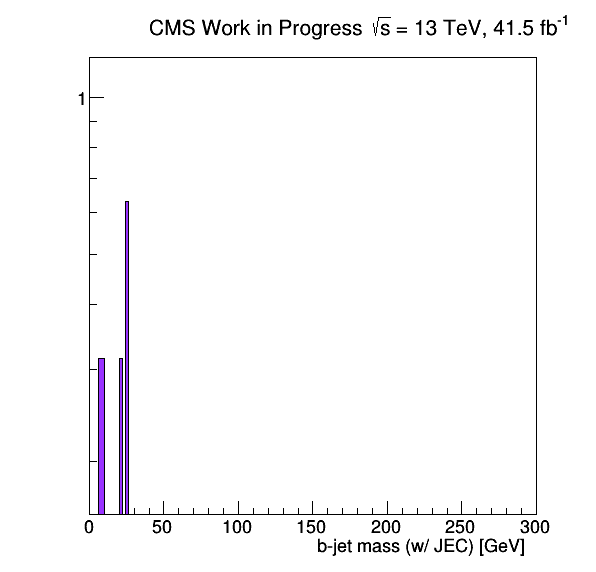 CMS Work in Progress √s = 13 TeV, 41.5 fb⁻¹
1
0 50 100 150 200 250 300
b-jet mass (w/ JEC) [GeV]